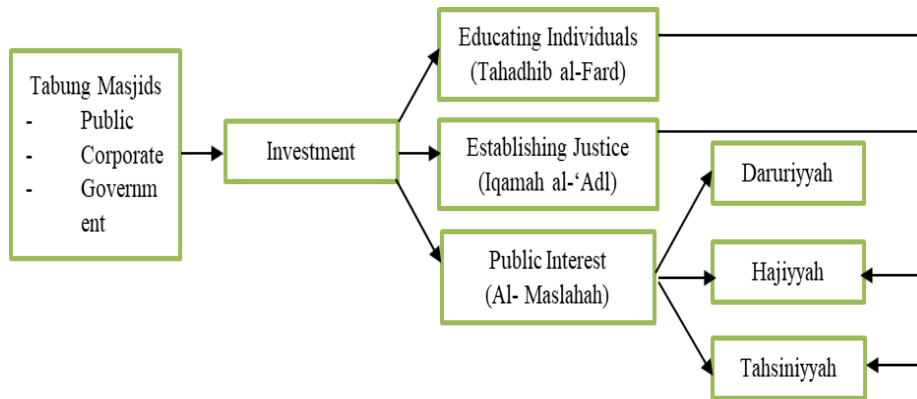 Tabung Masjids
- Public
- Corporate
- Governm
ent
Investment
Educating Individuals
(Tahadhib al-Fard)
Establishing Justice
(Iqamah al-‘Adl)
Public Interest
(Al- Maslahah)
Daruriyyah
Hajiyyah
Tahsiniyyah